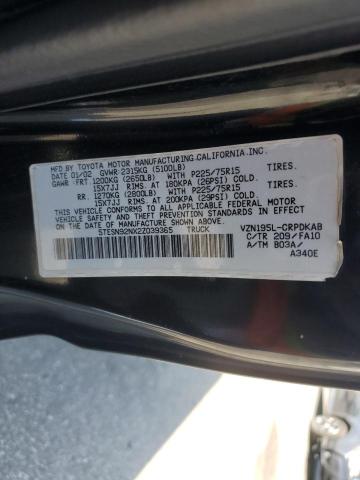 MFD BY TOYOTA MOTOR MANUFACTURING.CALIFORNIA.INC.
DATE 01/02 GVWR 2315KG (5100LB)
GAWR: FRT 1200KG (2650LB) WITH P225/75R15 TIRES.
15X7JJ RIMS. AT 180KPA (26PSI) COLD.
RR. 1270KG (2800LB) WITH P225/75R15 TIRES.
15X7JJ RIMS. AT 200KPA (29PSI) COLD.
THIS VEHICLE CONFORMS TO ALL APPLICABLE FEDERAL MOTOR
VEHICLE SAFETY STANDARDS IN EFFECT ON THE DATE OF
MANUFACTURE SHOWN ABOVE.
5TESN92NX2Z039365 TRUCK
VZN195L-CRPDKAB
C/TR 209/FA10
A/TM B03A/
A340E